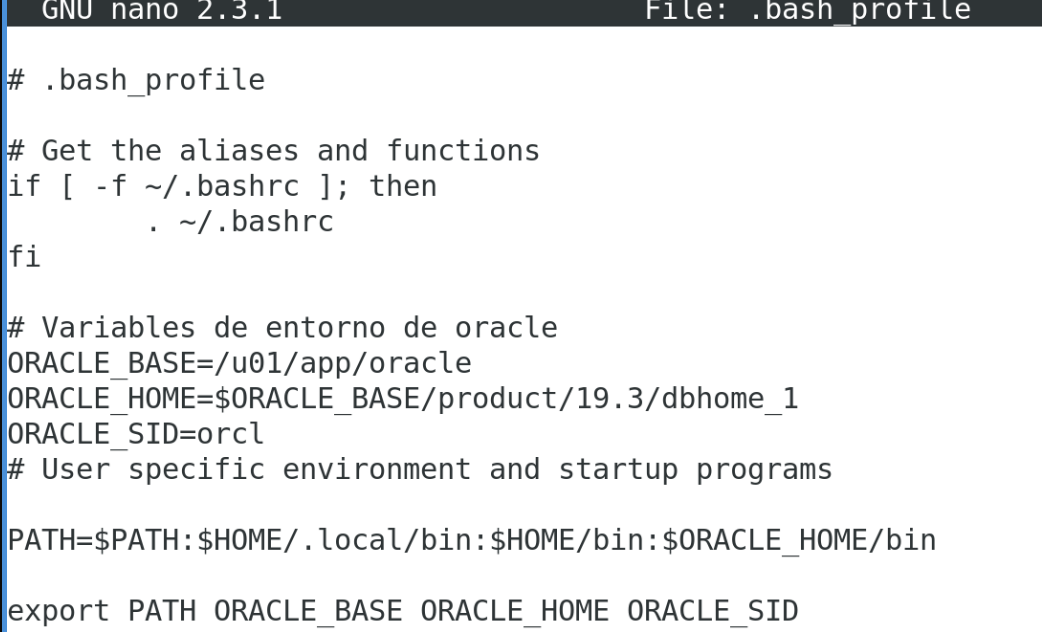 GNU nano 2.3.1 File: .bash_profile
# .bash_profile
# Get the aliases and functions
if [ -f ~/.bashrc ]; then
. ~/.bashrc
fi
# Variables de entorno de oracle
ORACLE_BASE=/u01/app/oracle
ORACLE_HOME=$ORACLE_BASE/product/19.3/dbhome_1
ORACLE_SID=orcl
# User specific environment and startup programs
PATH=$PATH:$HOME/.local/bin:$HOME/bin:$ORACLE_HOME/bin
export PATH ORACLE_BASE ORACLE_HOME ORACLE_SID